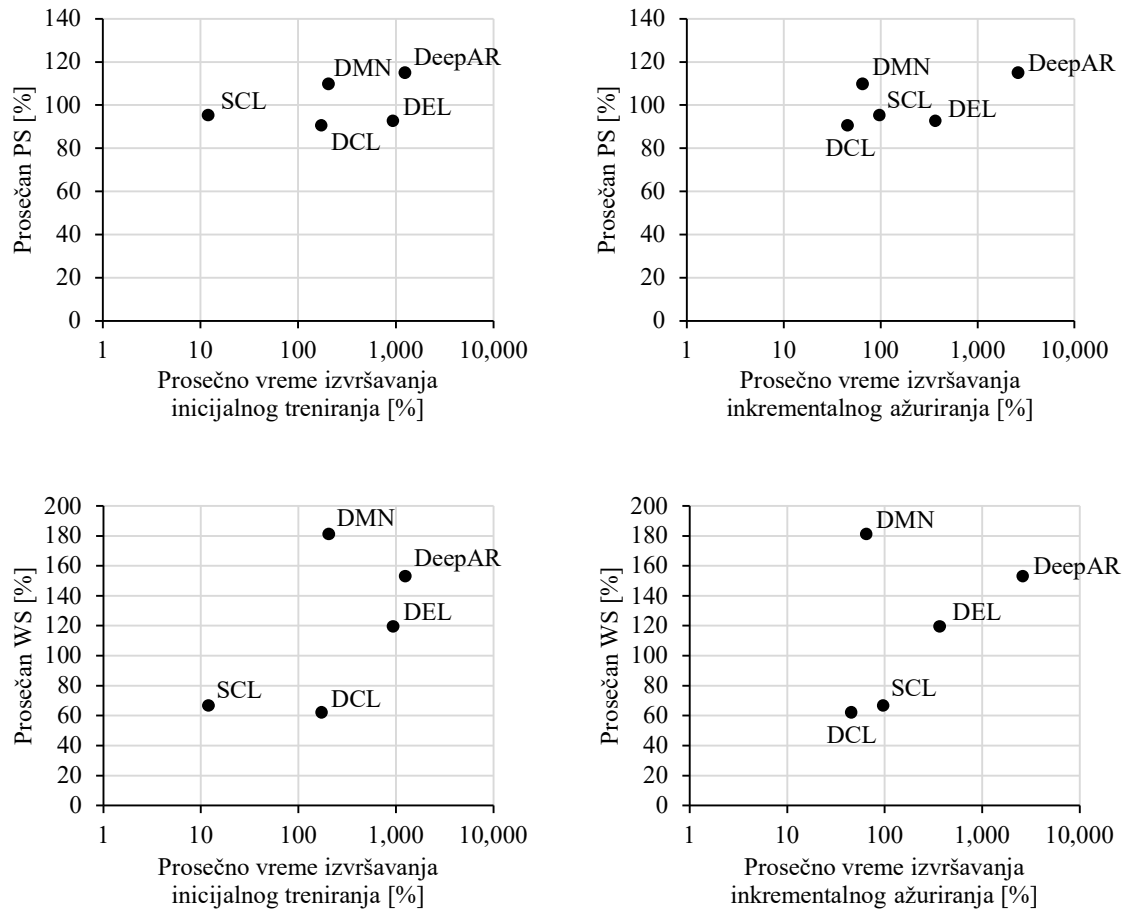 Prosečan PS [%]
140
120
100
80
60
40
20
0
SCL
DMN
DeepAR
DCL
DEL
1 10 100 1,000 10,000
Prosečno vreme izvršavanja
inicijalnog treniranja [%]
Prosečan PS [%]
140
120
100
80
60
40
20
0
DMN
SCL
DCL
DEL
DeepAR
1 10 100 1,000 10,000
Prosečno vreme izvršavanja
inkrementalnog ažuriranja [%]
Prosečan WS [%]
200
180
160
140
120
100
80
60
40
20
0
DMN
DeepAR
DEL
SCL
DCL
1 10 100 1,000 10,000
Prosečno vreme izvršavanja
inicijalnog treniranja [%]
Prosečan WS [%]
200
180
160
140
120
100
80
60
40
20
0
DMN
DeepAR
DEL
SCL
DCL
1 10 100 1,000 10,000
Prosečno vreme izvršavanja
inkrementalnog ažuriranja [%]